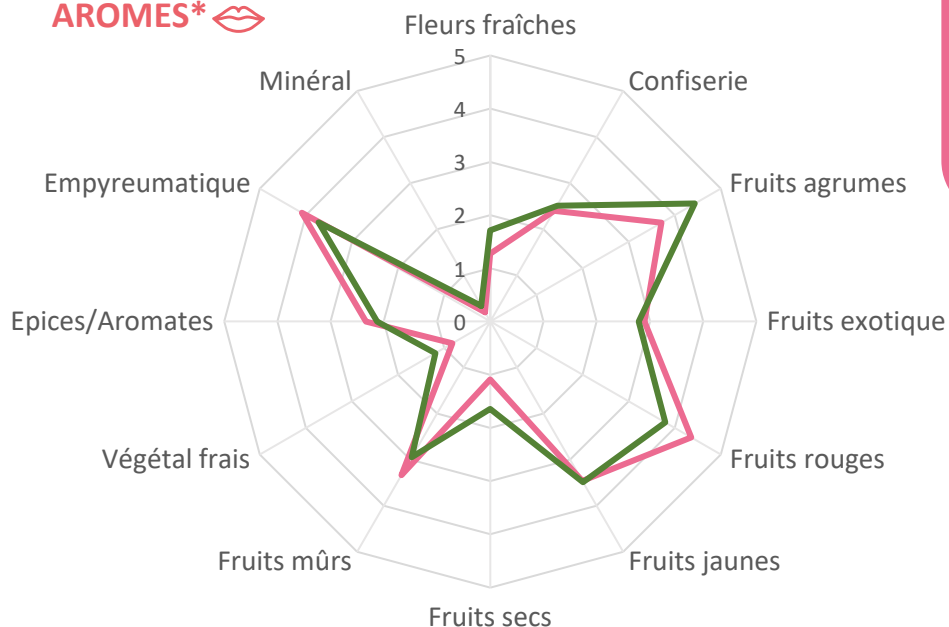 AROMES*
Fleurs fraîches
Minéral
5
Confiserie
4
Empyreumatique
3
Fruits agrumes
2
1
Epices/Aromates
0
Fruits exotique
Végétal frais
Fruits rouges
Fruits mûrs
Fruits jaunes
Fruits secs